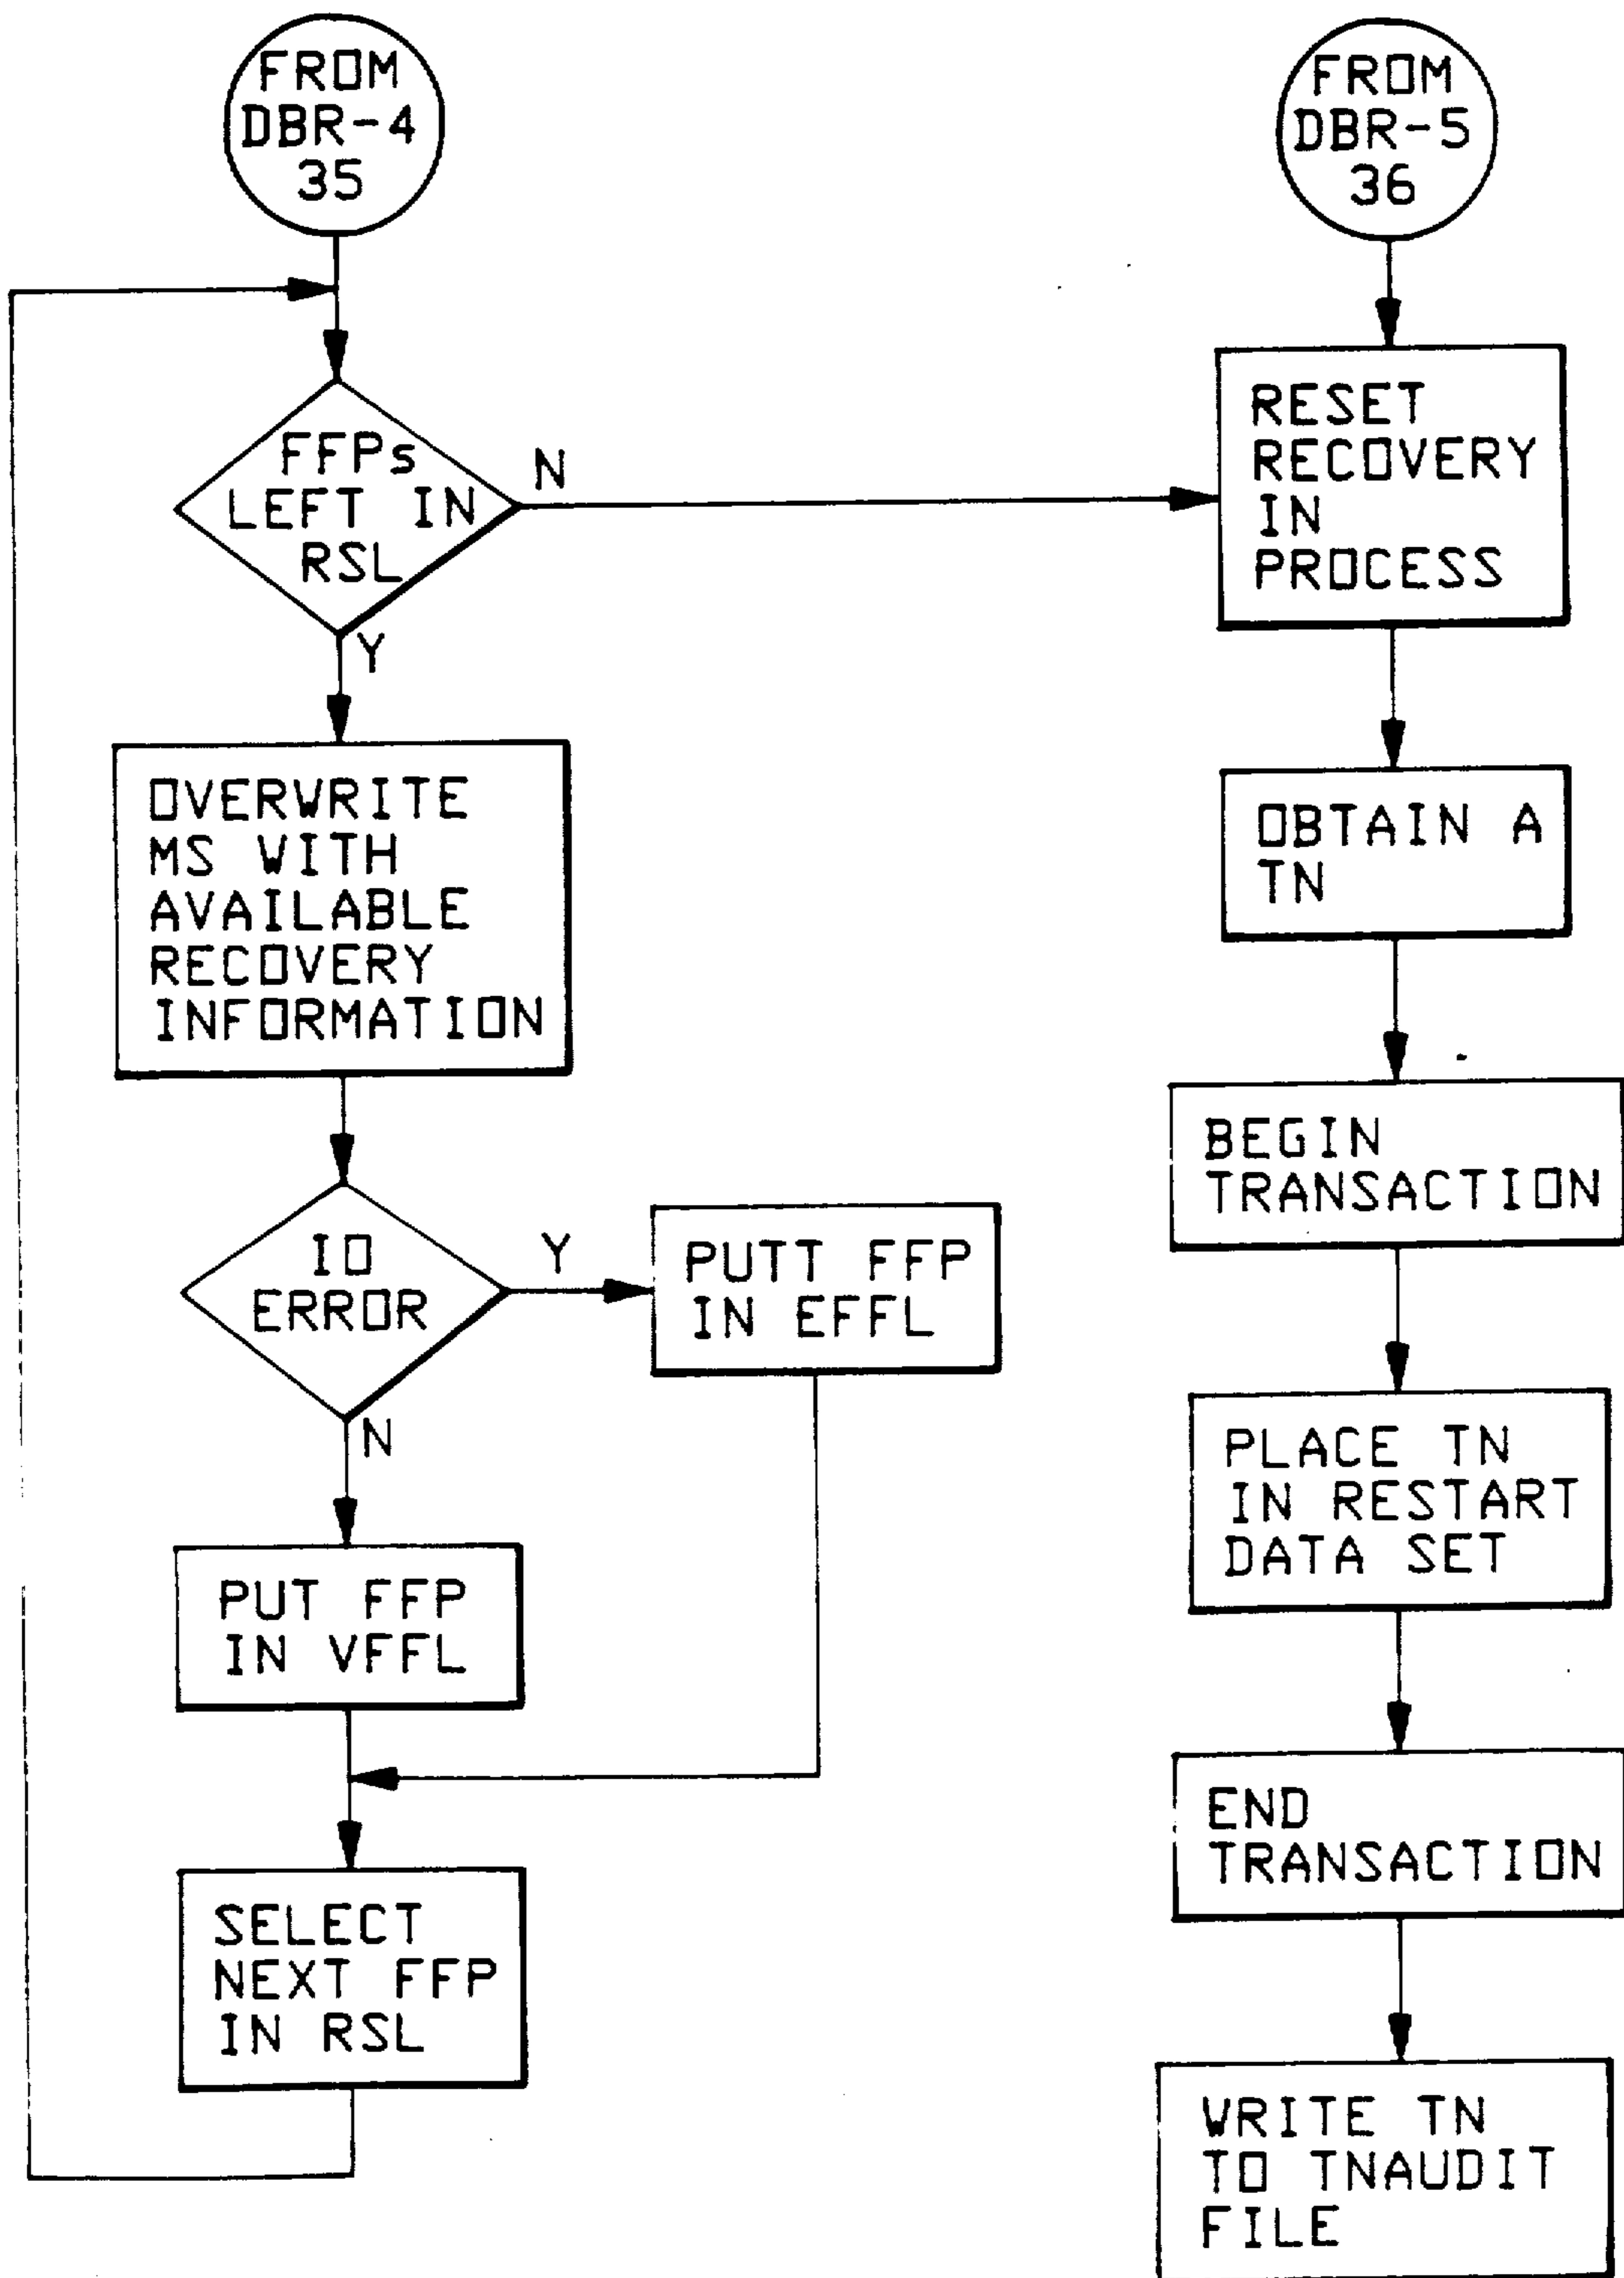 FROM
DBR-4
35
FFPs
LEFT IN
RSL
N
Y
OVERWRITE
MS WITH
AVAILABLE
RECOVERY
INFORMATION
IO
ERROR
Y
N
PUTT FFP
IN EFFL
PUT FFP
IN VFFL
SELECT
NEXT FFP
IN RSL
FROM
DBR-5
36
RESET
RECOVERY
IN
PROCESS
OBTAIN A
TN
BEGIN
TRANSACTION
PLACE TN
IN RESTART
DATA SET
END
TRANSACTION
WRITE TN
TO TNAUDIT
FILE